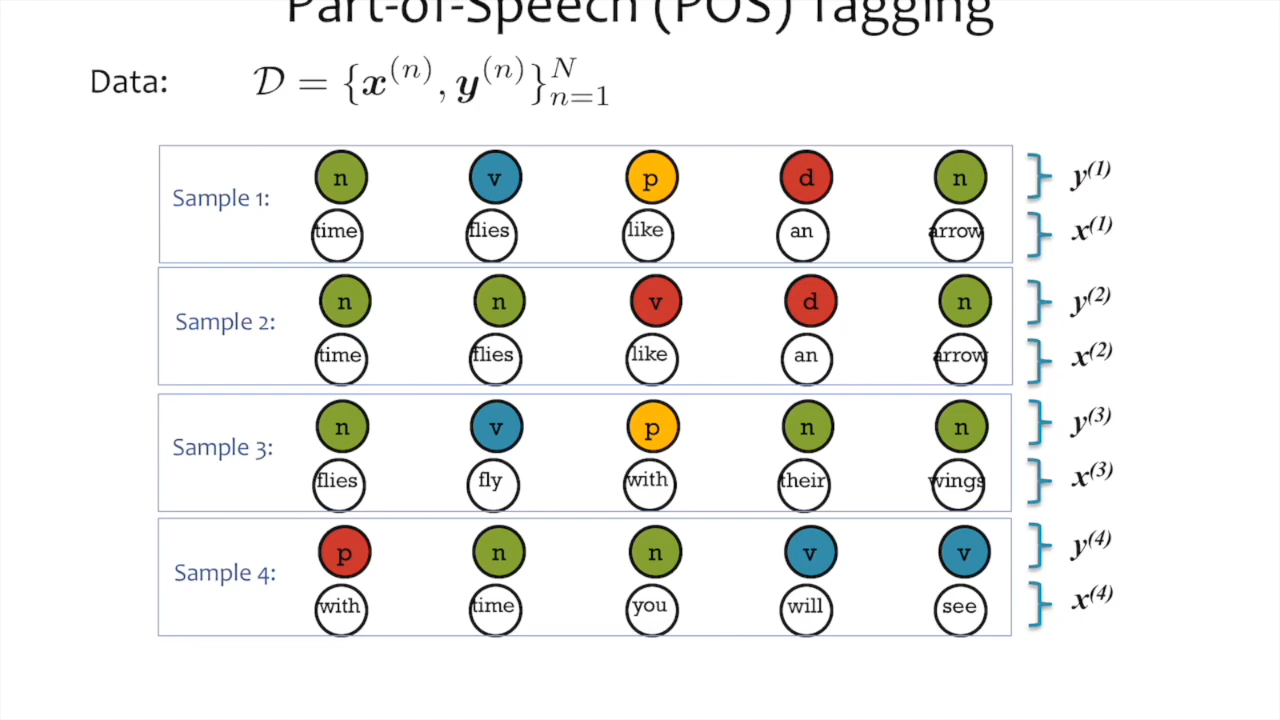 Part-of-Speech (POS) Tagging
Data: 𝒟 = {x^(n), y^(n)}_{n=1}^N
n v p d n y(1)
Sample 1:
time flies like an arrow x(1)
n n v d n y(2)
Sample 2:
time flies like an arrow x(2)
n v p n n y(3)
Sample 3:
flies fly with their wings x(3)
p n n v v y(4)
Sample 4:
with time you will see x(4)